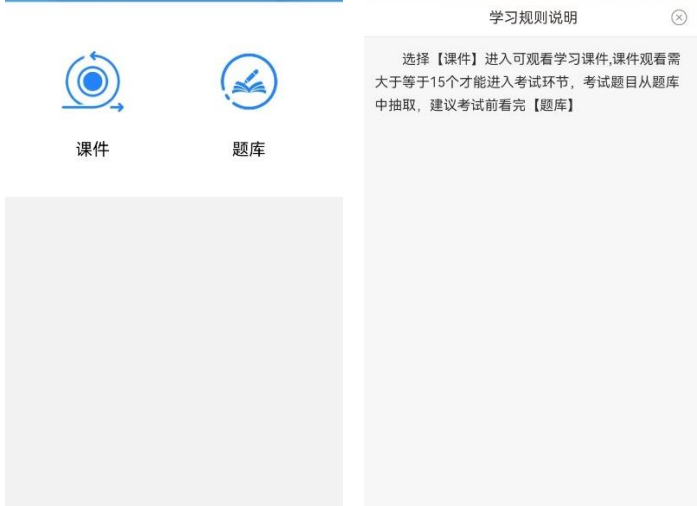 课件
题库
学习规则说明
选择【课件】进入可观看学习课件,课件观看需
大于等于15个才能进入考试环节，考试题目从题库
中抽取，建议考试前看完【题库】